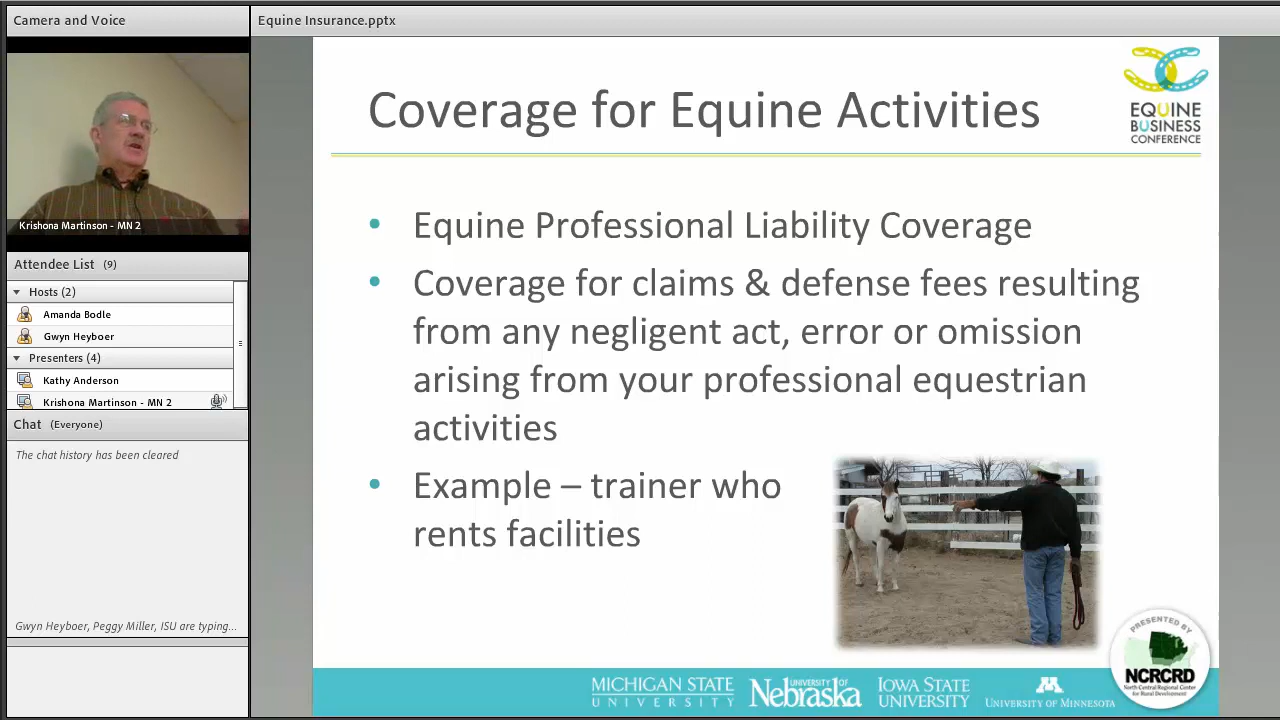 Camera and Voice
Krishona Martinson - MN 2
Attendee List (9)
Hosts (2)
Amanda Bodle
Gwyn Heyboer
Presenters (4)
Kathy Anderson
Krishona Martinson - MN 2
Chat (Everyone)
The chat history has been cleared
Gwyn Heyboer, Peggy Miller, ISU are typing...
Equine Insurance.pptx
Coverage for Equine Activities
EQUINE
BUSINESS
CONFERENCE
• Equine Professional Liability Coverage
• Coverage for claims & defense fees resulting
from any negligent act, error or omission
arising from your professional equestrian
activities
• Example – trainer who
rents facilities
PRESENTED BY
NCRCRD
North Central Regional Center
for Rural Development
MICHIGAN STATE
UNIVERSITY
UNIVERSITY OF
Nebraska
IOWA STATE
UNIVERSITY
M
UNIVERSITY OF MINNESOTA